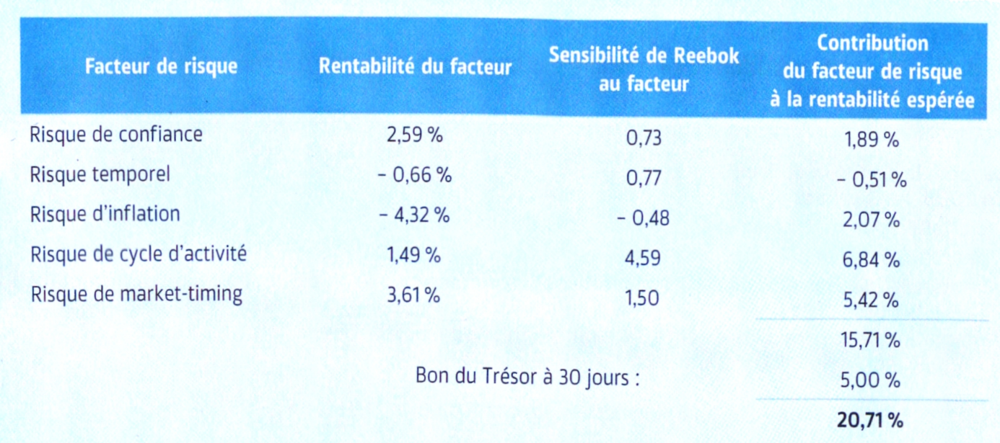 Facteur de risque Rentabilité du facteur Sensibilité de Reebok au facteur Contribution du facteur de risque à la rentabilité espérée
Risque de confiance 2,59 % 0,73 1,89 %
Risque temporel – 0,66 % 0,77 – 0,51 %
Risque d’inflation – 4,32 % – 0,48 2,07 %
Risque de cycle d’activité 1,49 % 4,59 6,84 %
Risque de market-timing 3,61 % 1,50 5,42 %
15,71 %
Bon du Trésor à 30 jours : 5,00 %
20,71 %